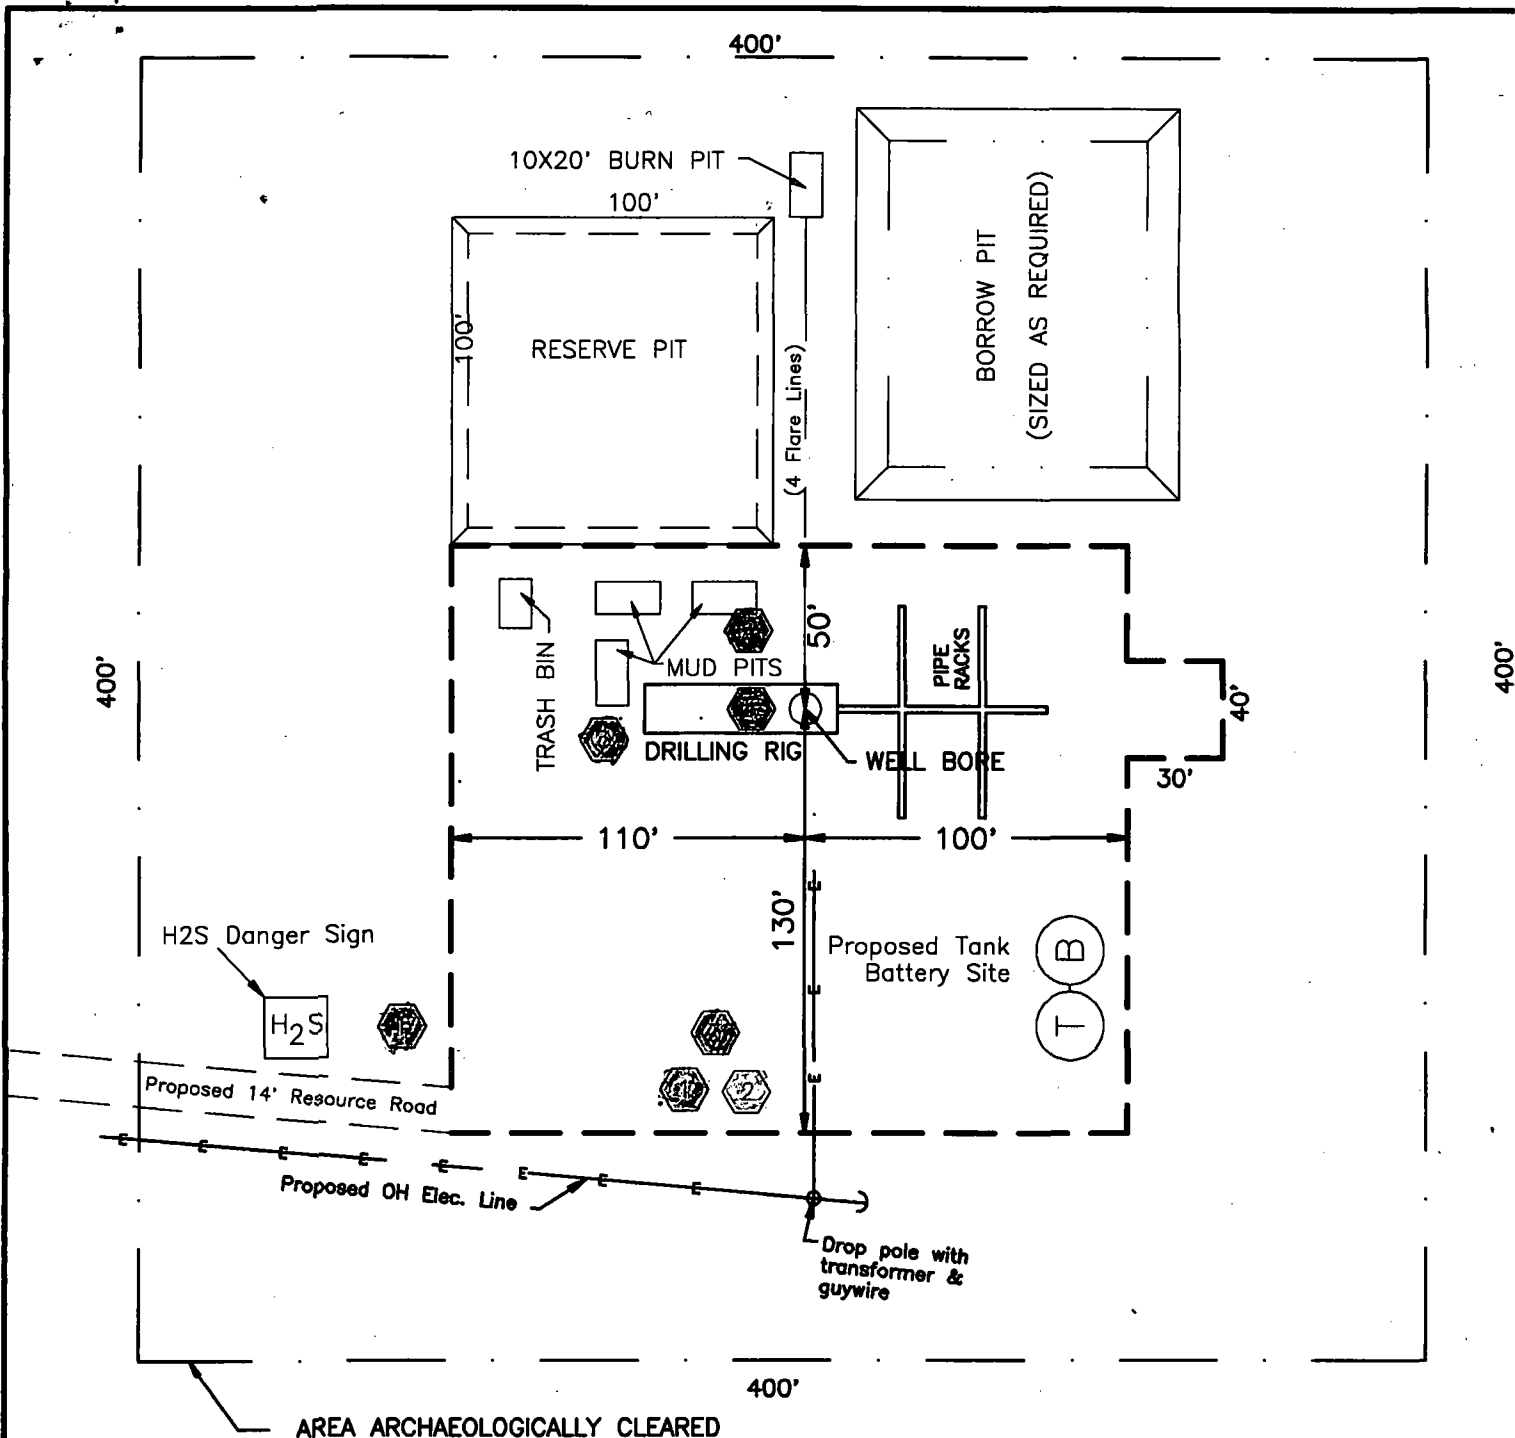 400'
10X20' BURN PIT
100'
100'
RESERVE PIT
(4 Flare Lines)
BORROW PIT
(SIZED AS REQUIRED)
400'
400'
TRASH BIN
MUD PITS
50'
PIPE
RACKS
40'
30'
DRILLING RIG
WELL BORE
110'
100'
130'
E
E
E
Proposed Tank
Battery Site
B
T
H2S Danger Sign
H2S
1
2
Proposed 14' Resource Road
E E E E E E E E
Proposed OH Elec. Line
Drop pole with
transformer &
guywire
400'
AREA ARCHAEOLOGICALLY CLEARED